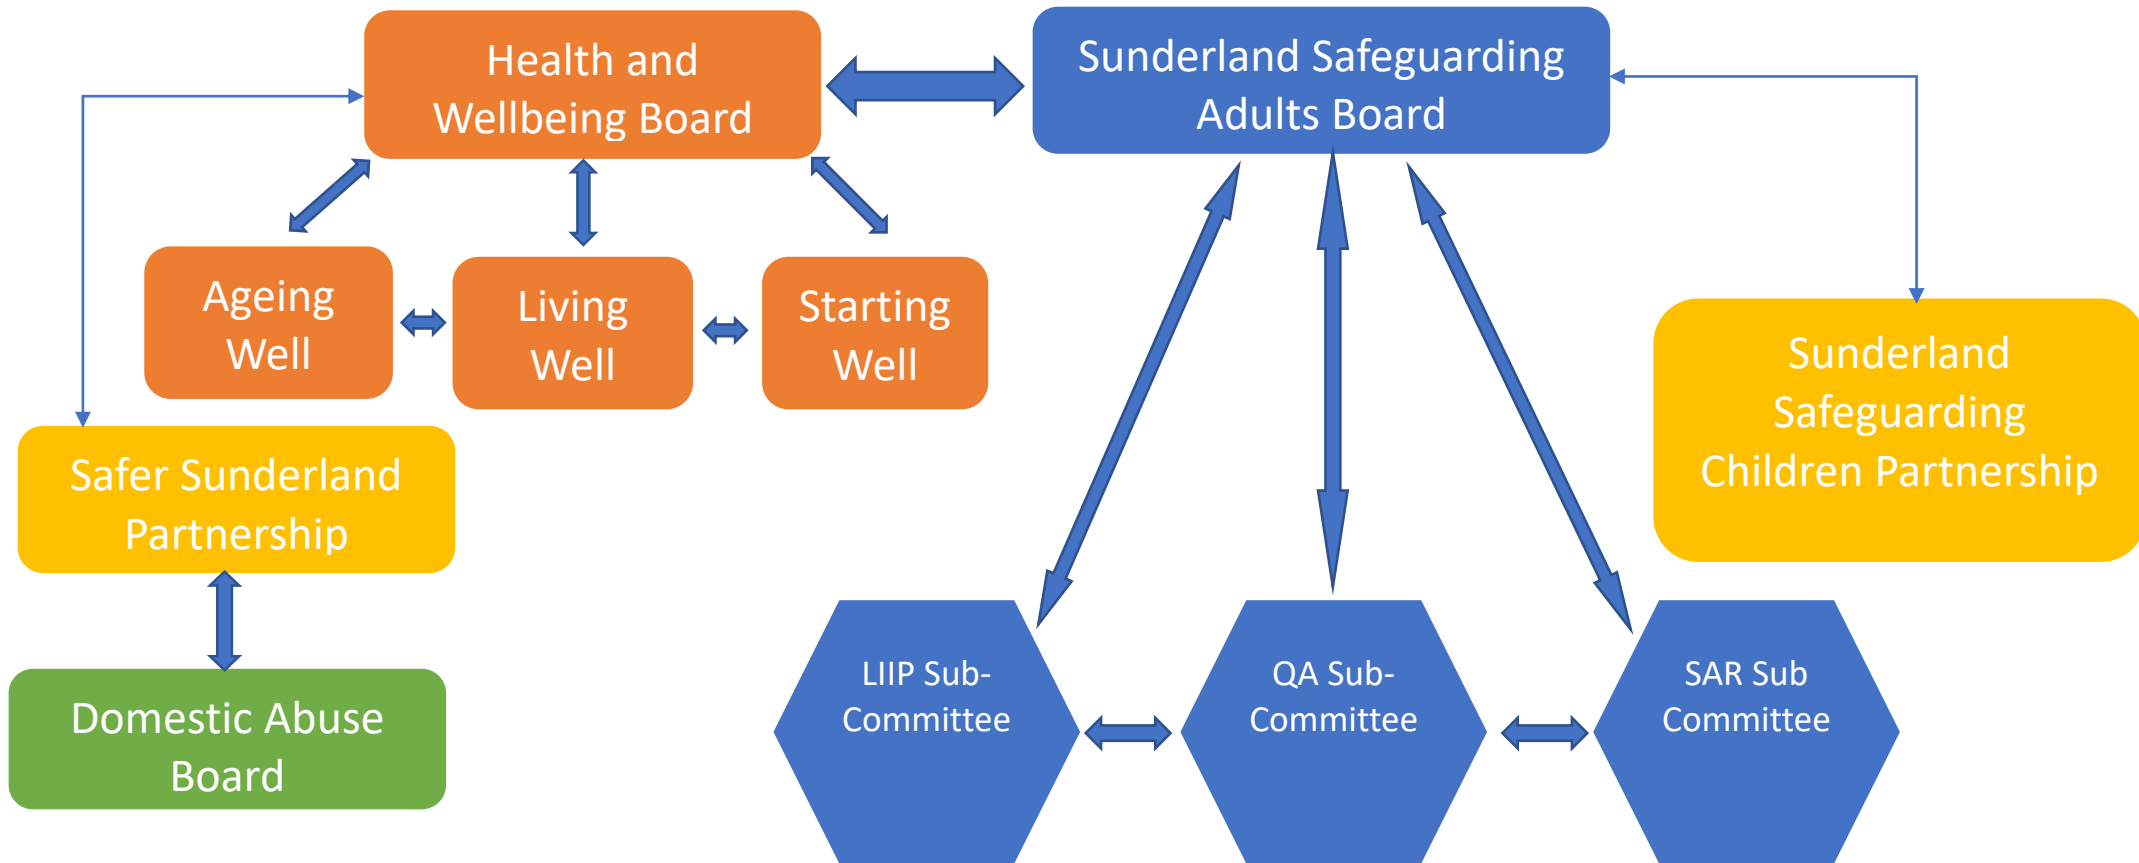 Health and
Wellbeing Board
Sunderland Safeguarding
Adults Board
Ageing
Well
Living
Well
Starting
Well
Sunderland
Safeguarding
Children Partnership
Safer Sunderland
Partnership
Domestic Abuse
Board
LIIP Sub-
Committee
QA Sub-
Committee
SAR Sub
Committee